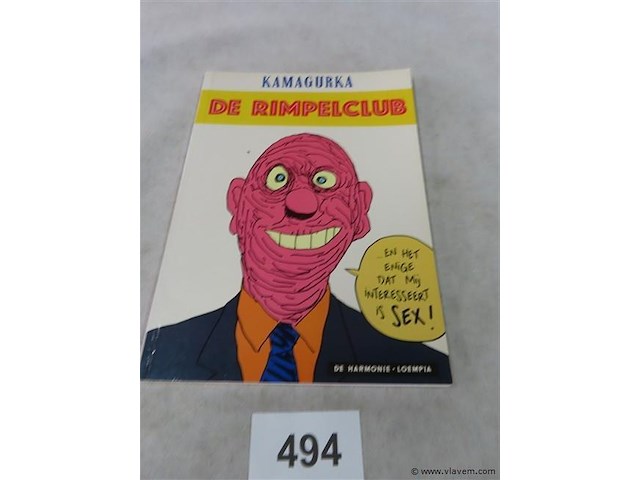 KAMAGURKA
DE RIMPELCLUB
..EN HET
ENIGE
DAT MIJ
INTERESSEERT
IS SEX!
DE HARMONIE · LOEMPIA
494
© www.vlavem.com